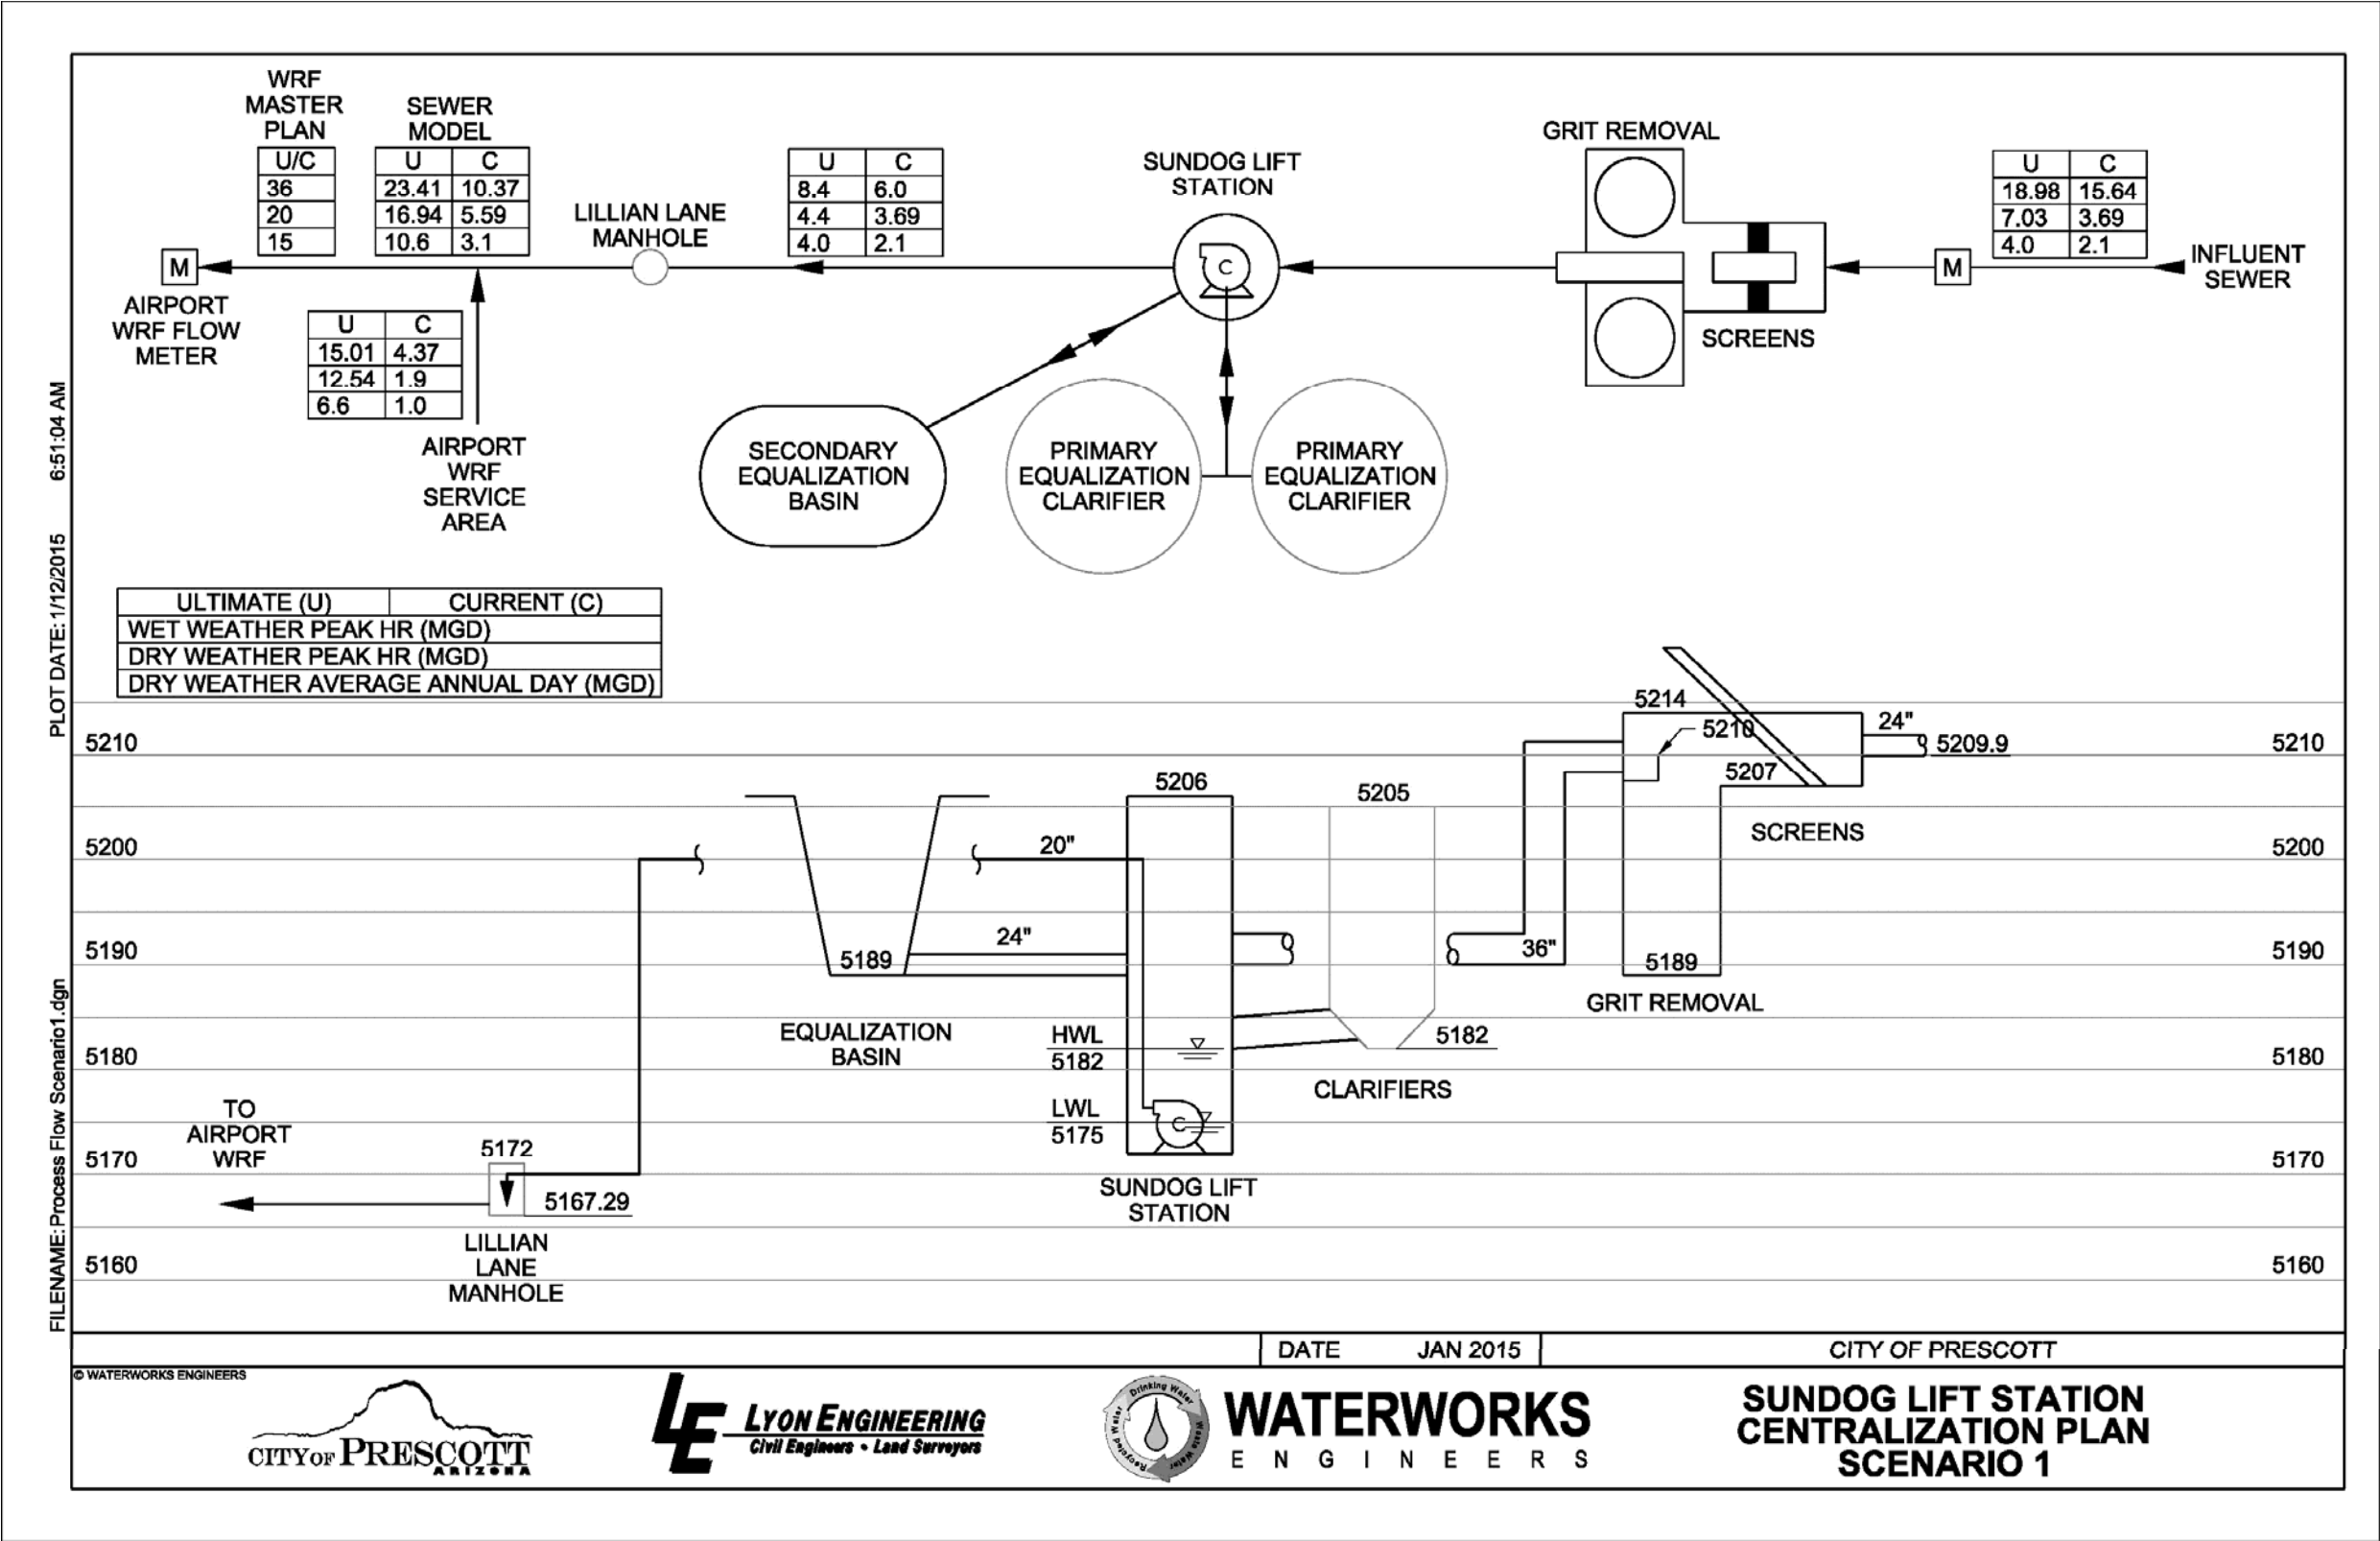 WRF
MASTER
PLAN
U/C
36
20
15
SEWER
MODEL
U C
23.41 10.37
16.94 5.59
10.6 3.1
LILLIAN LANE
MANHOLE
U C
8.4 6.0
4.4 3.69
4.0 2.1
SUNDOG LIFT
STATION
C
GRIT REMOVAL
SCREENS
U C
18.98 15.64
7.03 3.69
4.0 2.1
M
INFLUENT
SEWER
M
AIRPORT
WRF FLOW
METER
U C
15.01 4.37
12.54 1.9
6.6 1.0
AIRPORT
WRF
SERVICE
AREA
SECONDARY
EQUALIZATION
BASIN
PRIMARY
EQUALIZATION
CLARIFIER
PRIMARY
EQUALIZATION
CLARIFIER
ULTIMATE (U) CURRENT (C)
WET WEATHER PEAK HR (MGD)
DRY WEATHER PEAK HR (MGD)
DRY WEATHER AVERAGE ANNUAL DAY (MGD)
5214
5210
24"
5209.9
5210
5210
5207
5206
5205
SCREENS
5200
20"
5200
24"
5190
5189
36"
5189
5190
GRIT REMOVAL
EQUALIZATION
BASIN
HWL
5182
5182
5180
5180
CLARIFIERS
TO
AIRPORT
WRF
LWL
5175
C
5172
5170
5170
5167.29
SUNDOG LIFT
STATION
LILLIAN
LANE
MANHOLE
5160
5160
FILENAME: Process Flow Scenario1.dgn PLOT DATE: 1/12/2015 6:51:04 AM
DATE JAN 2015
CITY OF PRESCOTT
© WATERWORKS ENGINEERS
CITY OF PRESCOTT
ARIZONA
LE
LYON ENGINEERING
Civil Engineers • Land Surveyors
Drinking Water
Waste Water
Recycled Water
WATERWORKS
ENGINEERS
SUNDOG LIFT STATION
CENTRALIZATION PLAN
SCENARIO 1